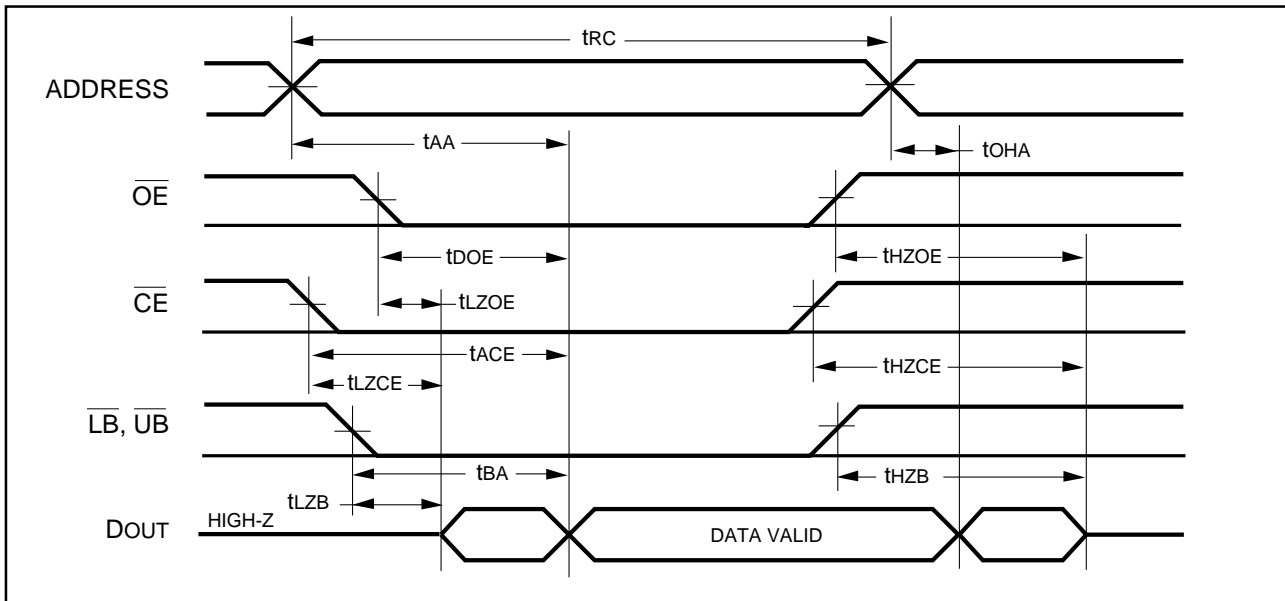 tRC
ADDRESS
tAA
tOHA
OE
tDOE
tHZOE
CE
tLZOE
tACE
tHZCE
tLZCE
LB, UB
tBA
tHZB
tLZB
DOUT
HIGH-Z
DATA VALID